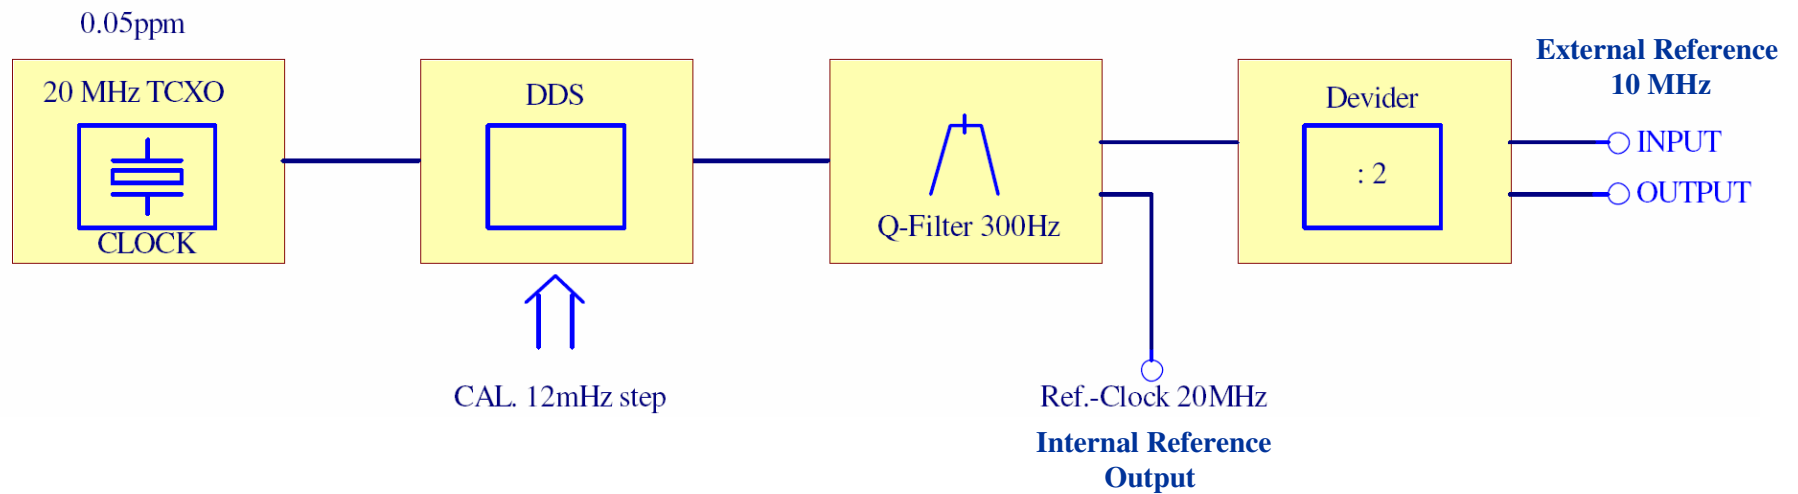 0.05ppm
20 MHz TCXO
CLOCK
DDS
CAL. 12mHz step
Q-Filter 300Hz
Ref.-Clock 20MHz
Internal Reference
Output
Devider
: 2
External Reference
10 MHz
INPUT
OUTPUT